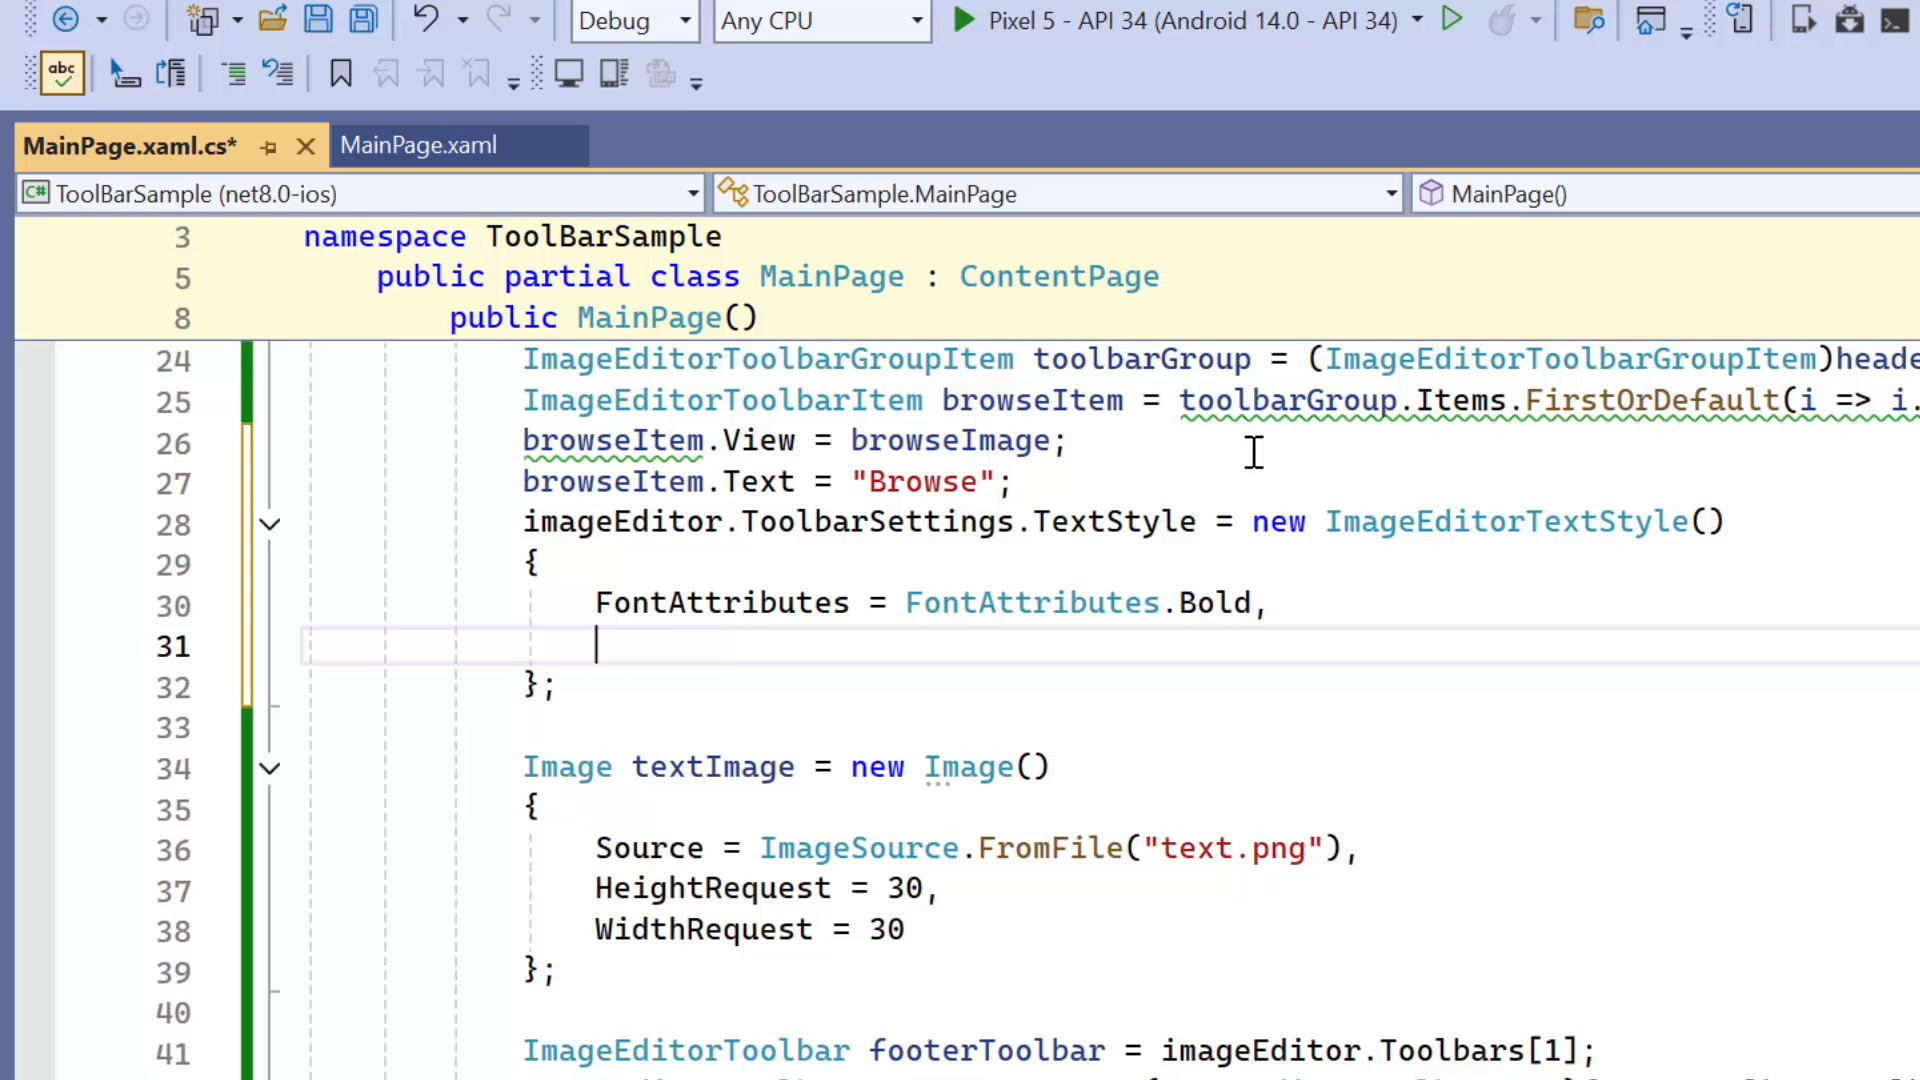 Debug Any CPU Pixel 5 - API 34 (Android 14.0 - API 34)
abc
MainPage.xaml.cs* MainPage.xaml
C# ToolBarSample (net8.0-ios) ToolBarSample.MainPage MainPage()
3 namespace ToolBarSample
5 public partial class MainPage : ContentPage
8 public MainPage()
24 ImageEditorToolbarGroupItem toolbarGroup = (ImageEditorToolbarGroupItem)heade
25 ImageEditorToolbarItem browseItem = toolbarGroup.Items.FirstOrDefault(i => i.
26 browseItem.View = browseImage;
27 browseItem.Text = "Browse";
28 imageEditor.ToolbarSettings.TextStyle = new ImageEditorTextStyle()
29 {
30 FontAttributes = FontAttributes.Bold,
31
32 };
33
34 Image textImage = new Image()
35 {
36 Source = ImageSource.FromFile("text.png"),
37 HeightRequest = 30,
38 WidthRequest = 30
39 };
40
41 ImageEditorToolbar footerToolbar = imageEditor.Toolbars[1];